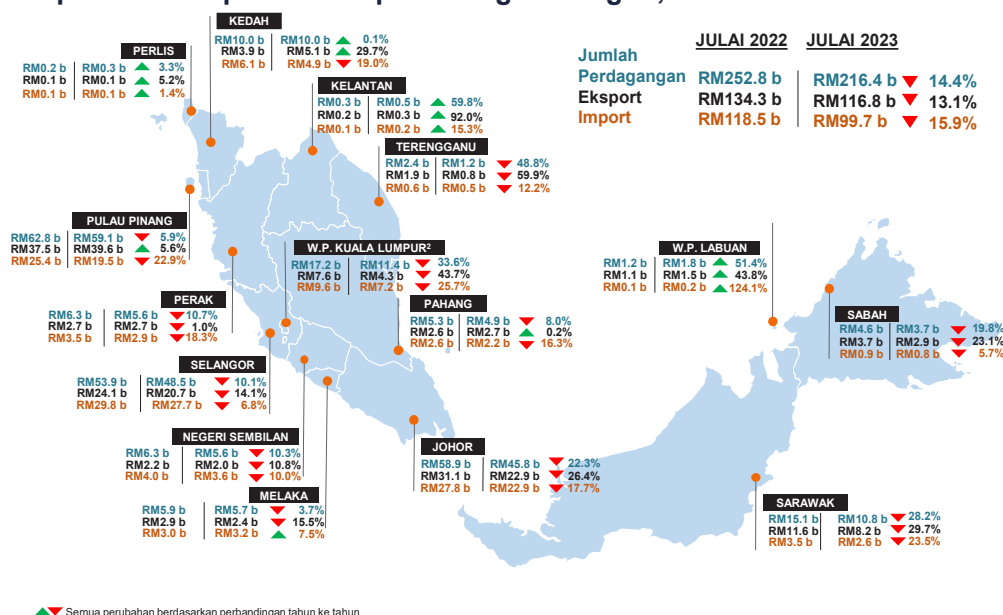 JULAI 2022 JULAI 2023
Jumlah
Perdagangan RM252.8 b RM216.4 b 14.4%
Eksport RM134.3 b RM116.8 b 13.1%
Import RM118.5 b RM99.7 b 15.9%
KEDAH
RM10.0 b RM10.0 b 0.1%
RM3.9 b RM5.1 b 29.7%
RM6.1 b RM4.9 b 19.0%
PERLIS
RM0.2 b RM0.3 b 3.3%
RM0.1 b RM0.1 b 5.2%
RM0.1 b RM0.1 b 1.4%
KELANTAN
RM0.3 b RM0.5 b 59.8%
RM0.2 b RM0.3 b 92.0%
RM0.1 b RM0.2 b 15.3%
TERENGGANU
RM2.4 b RM1.2 b 48.8%
RM1.9 b RM0.8 b 59.9%
RM0.6 b RM0.5 b 12.2%
PULAU PINANG
RM62.8 b RM59.1 b 5.9%
RM37.5 b RM39.6 b 5.6%
RM25.4 b RM19.5 b 22.9%
W.P. KUALA LUMPUR²
RM17.2 b RM11.4 b 33.6%
RM7.6 b RM4.3 b 43.7%
RM9.6 b RM7.2 b 25.7%
W.P. LABUAN
RM1.2 b RM1.8 b 51.4%
RM1.1 b RM1.5 b 43.8%
RM0.1 b RM0.2 b 124.1%
PERAK
RM6.3 b RM5.6 b 10.7%
RM2.7 b RM2.7 b 1.0%
RM3.5 b RM2.9 b 18.3%
PAHANG
RM5.3 b RM4.9 b 8.0%
RM2.6 b RM2.7 b 0.2%
RM2.6 b RM2.2 b 16.3%
SABAH
RM4.6 b RM3.7 b 19.8%
RM3.7 b RM2.9 b 23.1%
RM0.9 b RM0.8 b 5.7%
SELANGOR
RM53.9 b RM48.5 b 10.1%
RM24.1 b RM20.7 b 14.1%
RM29.8 b RM27.7 b 6.8%
NEGERI SEMBILAN
RM6.3 b RM5.6 b 10.3%
RM2.2 b RM2.0 b 10.8%
RM4.0 b RM3.6 b 10.0%
JOHOR
RM58.9 b RM45.8 b 22.3%
RM31.1 b RM22.9 b 26.4%
RM27.8 b RM22.9 b 17.7%
MELAKA
RM5.9 b RM5.7 b 3.7%
RM2.9 b RM2.4 b 15.5%
RM3.0 b RM3.2 b 7.5%
SARAWAK
RM15.1 b RM10.8 b 28.2%
RM11.6 b RM8.2 b 29.7%
RM3.5 b RM2.6 b 23.5%
Semua perubahan berdasarkan perbandingan tahun ke tahun